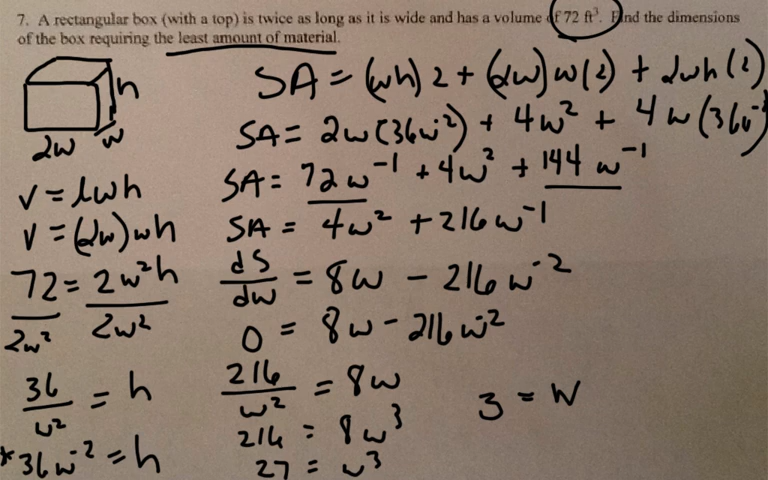 7. A rectangular box (with a top) is twice as long as it is wide and has a volume of 72 ft³. Find the dimensions
of the box requiring the least amount of material.
h
2w w
V = lwh
V = (2w)wh
72 = 2w²h
2w² 2w²
36/w² = h
*36w⁻² = h
SA = (wh)2 + (2w)w(2) + 2wh(2)
SA = 2w(36w⁻²) + 4w² + 4w(36w⁻²)
SA = 72w⁻¹ + 4w² + 144w⁻¹
SA = 4w² + 216w⁻¹
dS/dw = 8w - 216w⁻²
0 = 8w - 216w⁻²
216/w² = 8w
216 = 8w³
27 = w³
3 = w